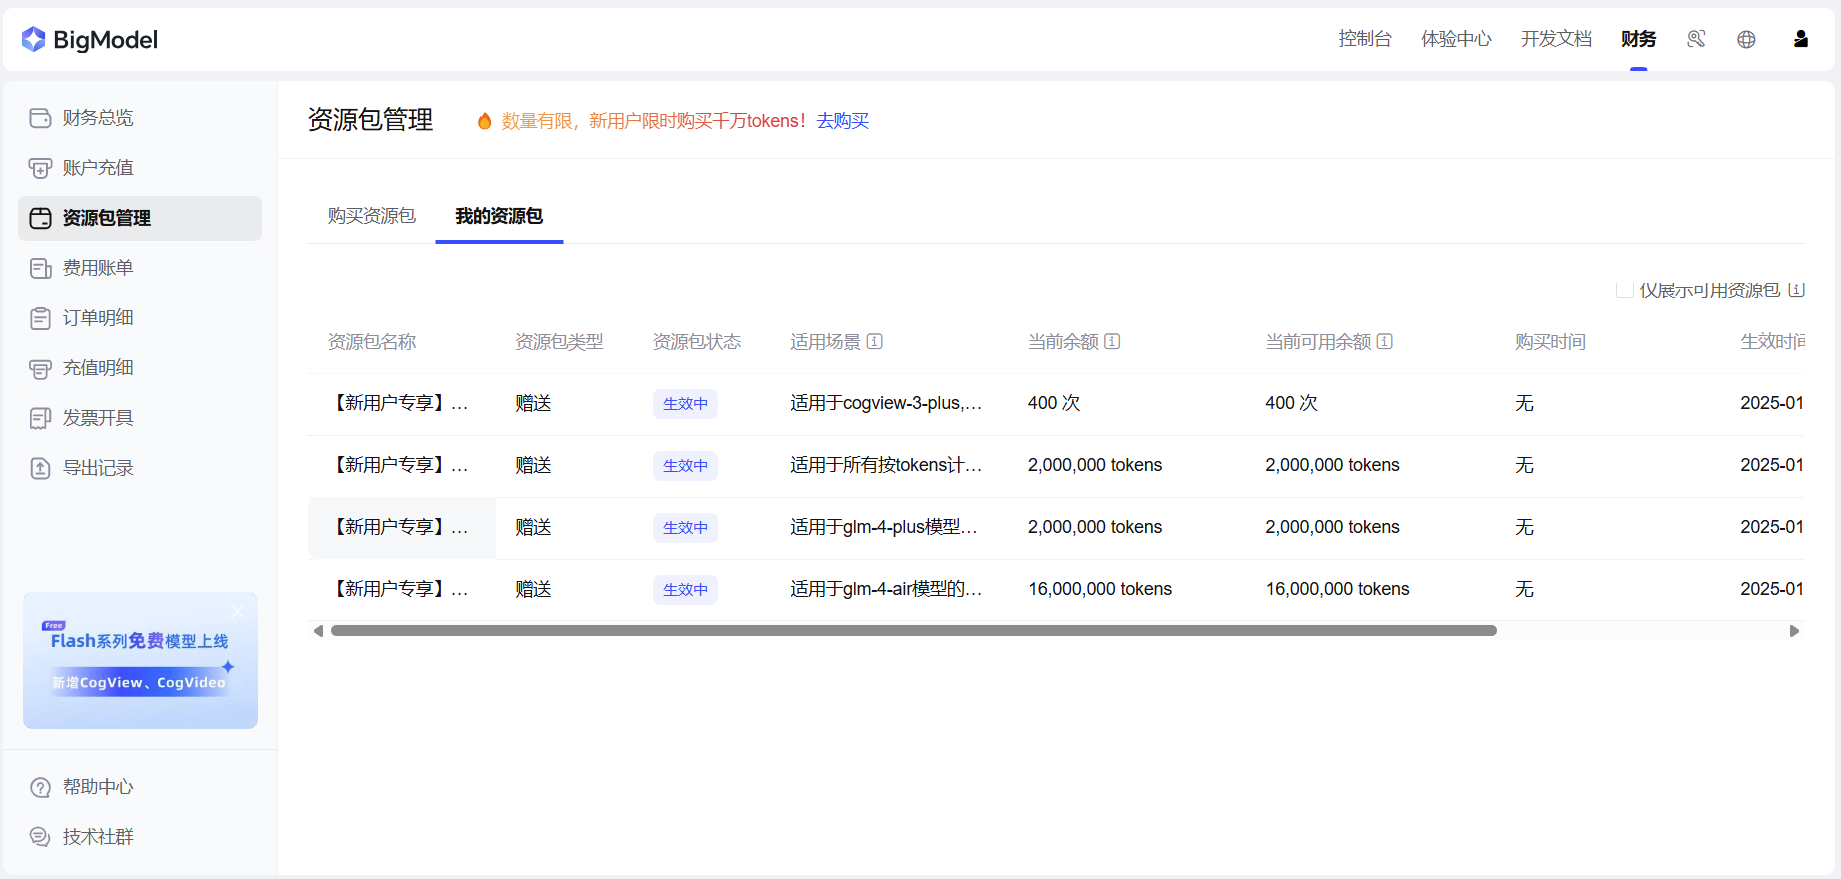 BigModel
控制台 体验中心 开发文档 财务
财务总览
账户充值
资源包管理
费用账单
订单明细
充值明细
发票开具
导出记录
Free
Flash系列免费模型上线
新增CogView、CogVideo
帮助中心
技术社群
资源包管理 数量有限，新用户限时购买千万tokens！去购买
购买资源包 我的资源包
仅展示可用资源包
资源包名称 资源包类型 资源包状态 适用场景 当前余额 当前可用余额 购买时间 生效时间
【新用户专享】... 赠送 生效中 适用于cogview-3-plus,... 400 次 400 次 无 2025-01
【新用户专享】... 赠送 生效中 适用于所有按tokens计... 2,000,000 tokens 2,000,000 tokens 无 2025-01
【新用户专享】... 赠送 生效中 适用于glm-4-plus模型... 2,000,000 tokens 2,000,000 tokens 无 2025-01
【新用户专享】... 赠送 生效中 适用于glm-4-air模型的... 16,000,000 tokens 16,000,000 tokens 无 2025-01